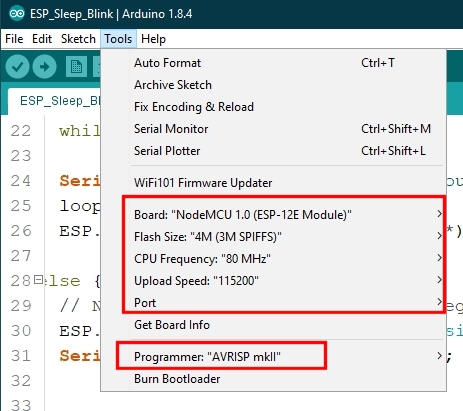 ESP_Sleep_Blink | Arduino 1.8.4
File Edit Sketch Tools Help
ESP_Sleep_Bl
Auto Format Ctrl+T
Archive Sketch
Fix Encoding & Reload
Serial Monitor Ctrl+Shift+M
Serial Plotter Ctrl+Shift+L
WiFi101 Firmware Updater
Board: "NodeMCU 1.0 (ESP-12E Module)"
Flash Size: "4M (3M SPIFFS)"
CPU Frequency: "80 MHz"
Upload Speed: "115200"
Port
Get Board Info
Programmer: "AVRISP mkII"
Burn Bootloader
22 whil
23
24 Seri ou
25 loop
26 ESP. *)
27
28 else {
29 // N eg
30 ESP. si
31 Seri ;
32
33